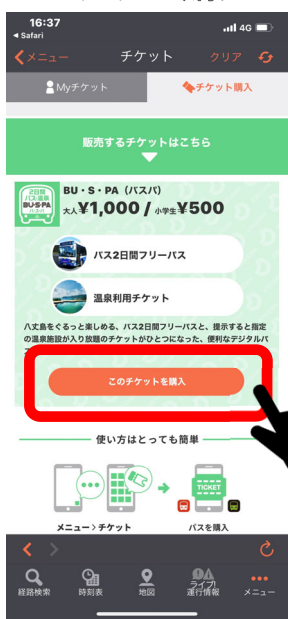 16:37
4G
Safari
メニュー
チケット
クリア
Myチケット
チケット購入
販売するチケットはこちら
2日間
バス・温泉
BU・S・PA
BU・S・PA（バスパ）
大人¥1,000 / 小学生¥500
バス2日間フリーパス
温泉利用チケット
八丈島をぐるっと楽しめる、バス2日間フリーパスと、提示すると指定
の温泉施設が入り放題のチケットがひとつになった、便利なデジタルパ
このチケットを購入
使い方はとっても簡単
TICKET
メニュー > チケット
パスを購入
経路検索
時刻表
地図
ライブ!
運行情報
メニュー